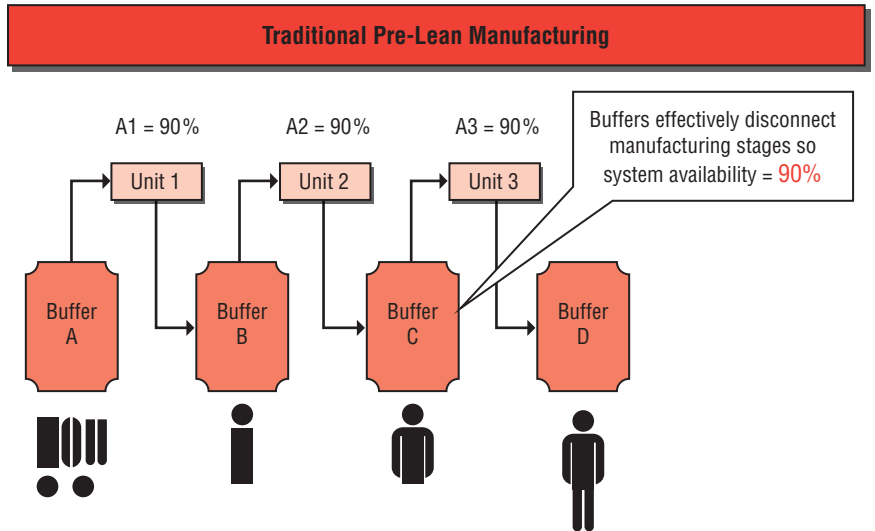 Traditional Pre-Lean Manufacturing
A1 = 90%
A2 = 90%
A3 = 90%
Buffers effectively disconnect
manufacturing stages so
system availability = 90%
Unit 1
Unit 2
Unit 3
Buffer
A
Buffer
B
Buffer
C
Buffer
D